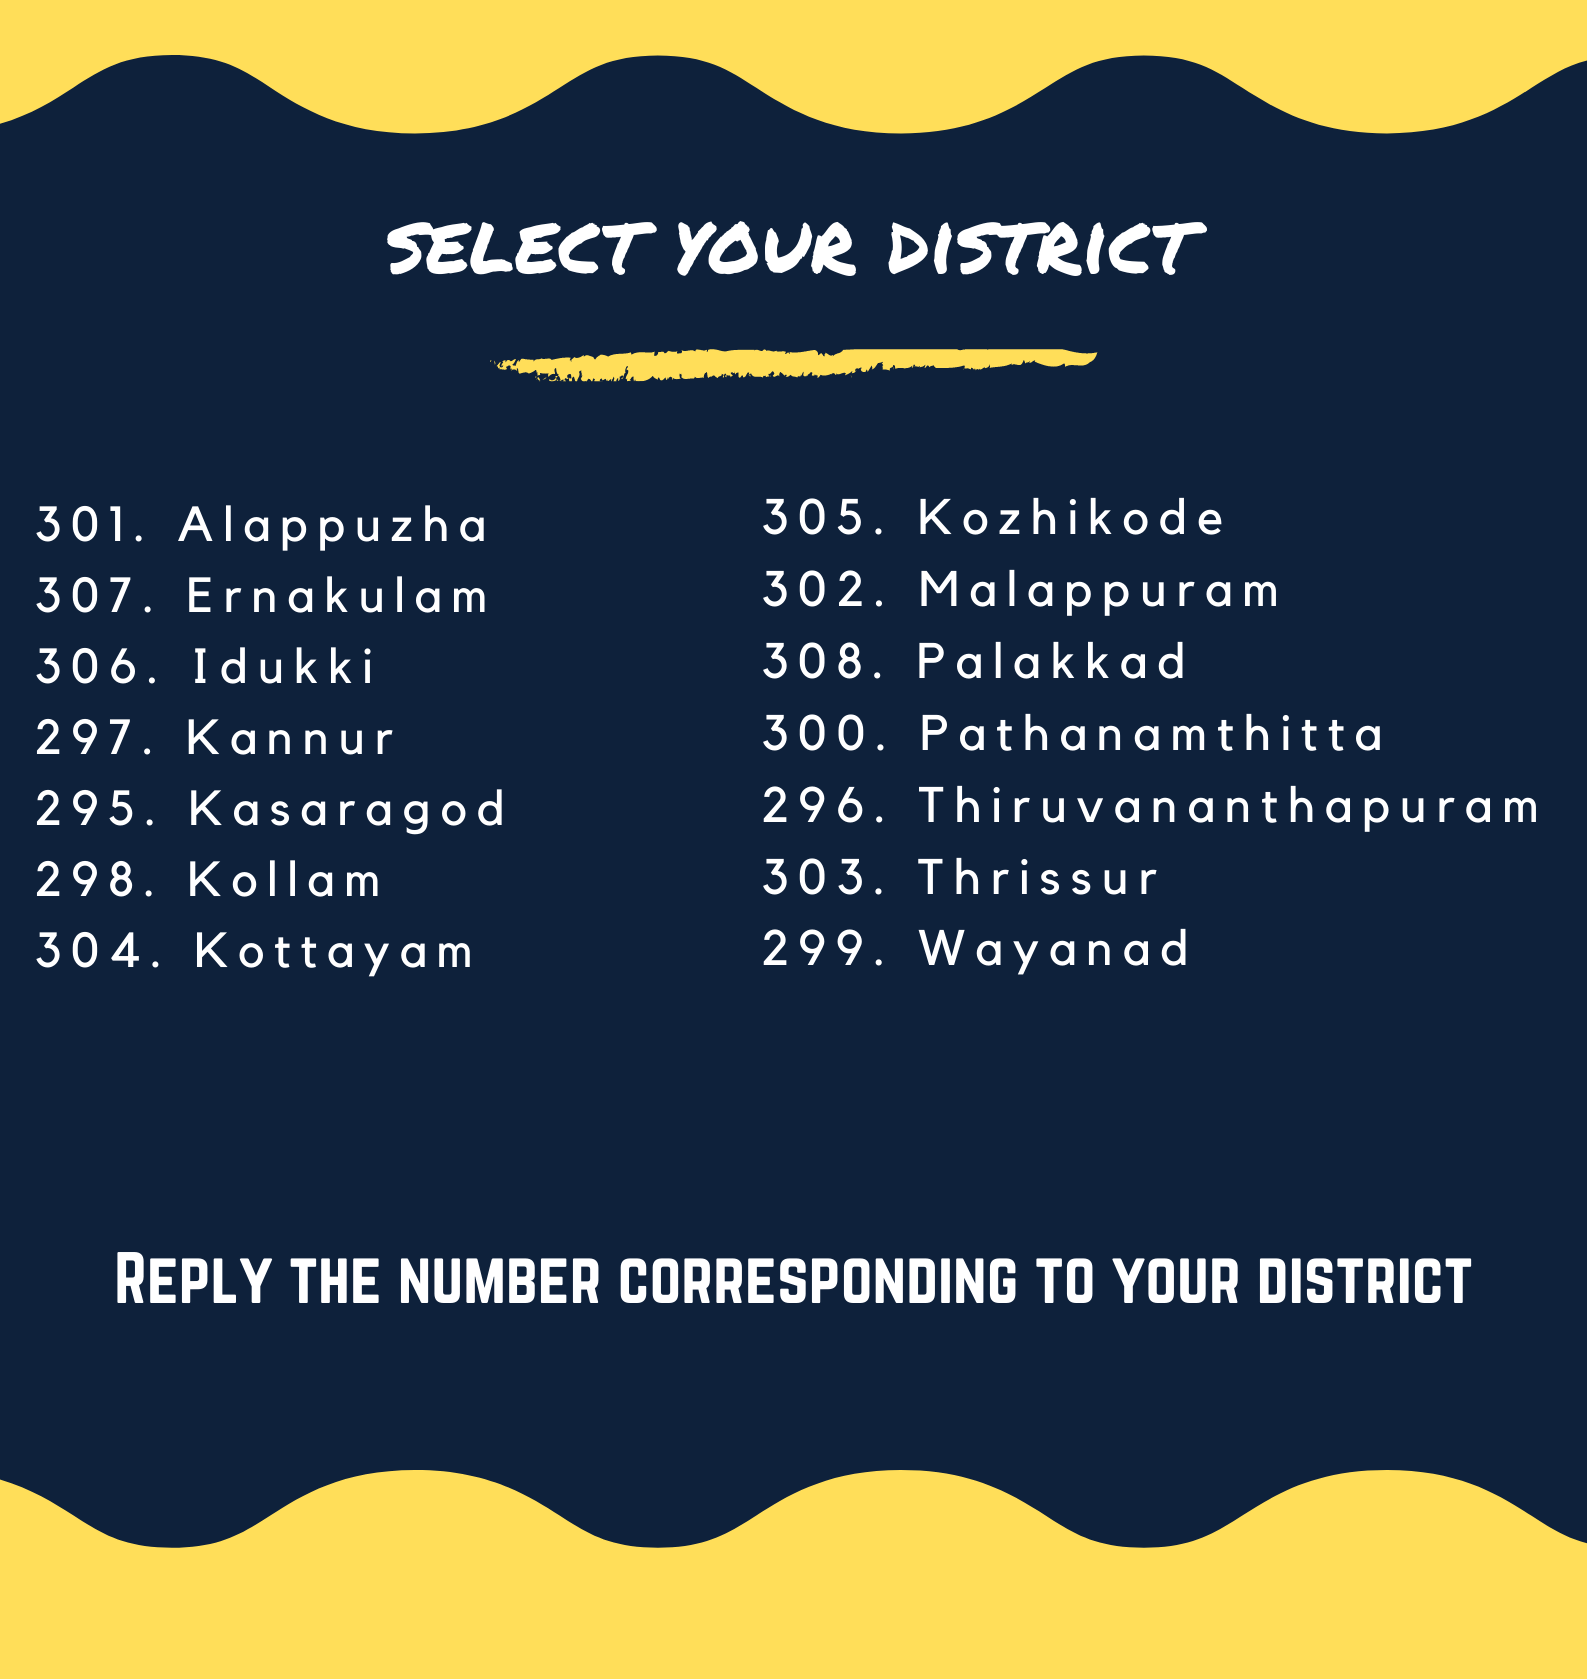 SELECT YOUR DISTRICT
301. Alappuzha
307. Ernakulam
306. Idukki
297. Kannur
295. Kasaragod
298. Kollam
304. Kottayam
305. Kozhikode
302. Malappuram
308. Palakkad
300. Pathanamthitta
296. Thiruvananthapuram
303. Thrissur
299. Wayanad
REPLY THE NUMBER CORRESPONDING TO YOUR DISTRICT